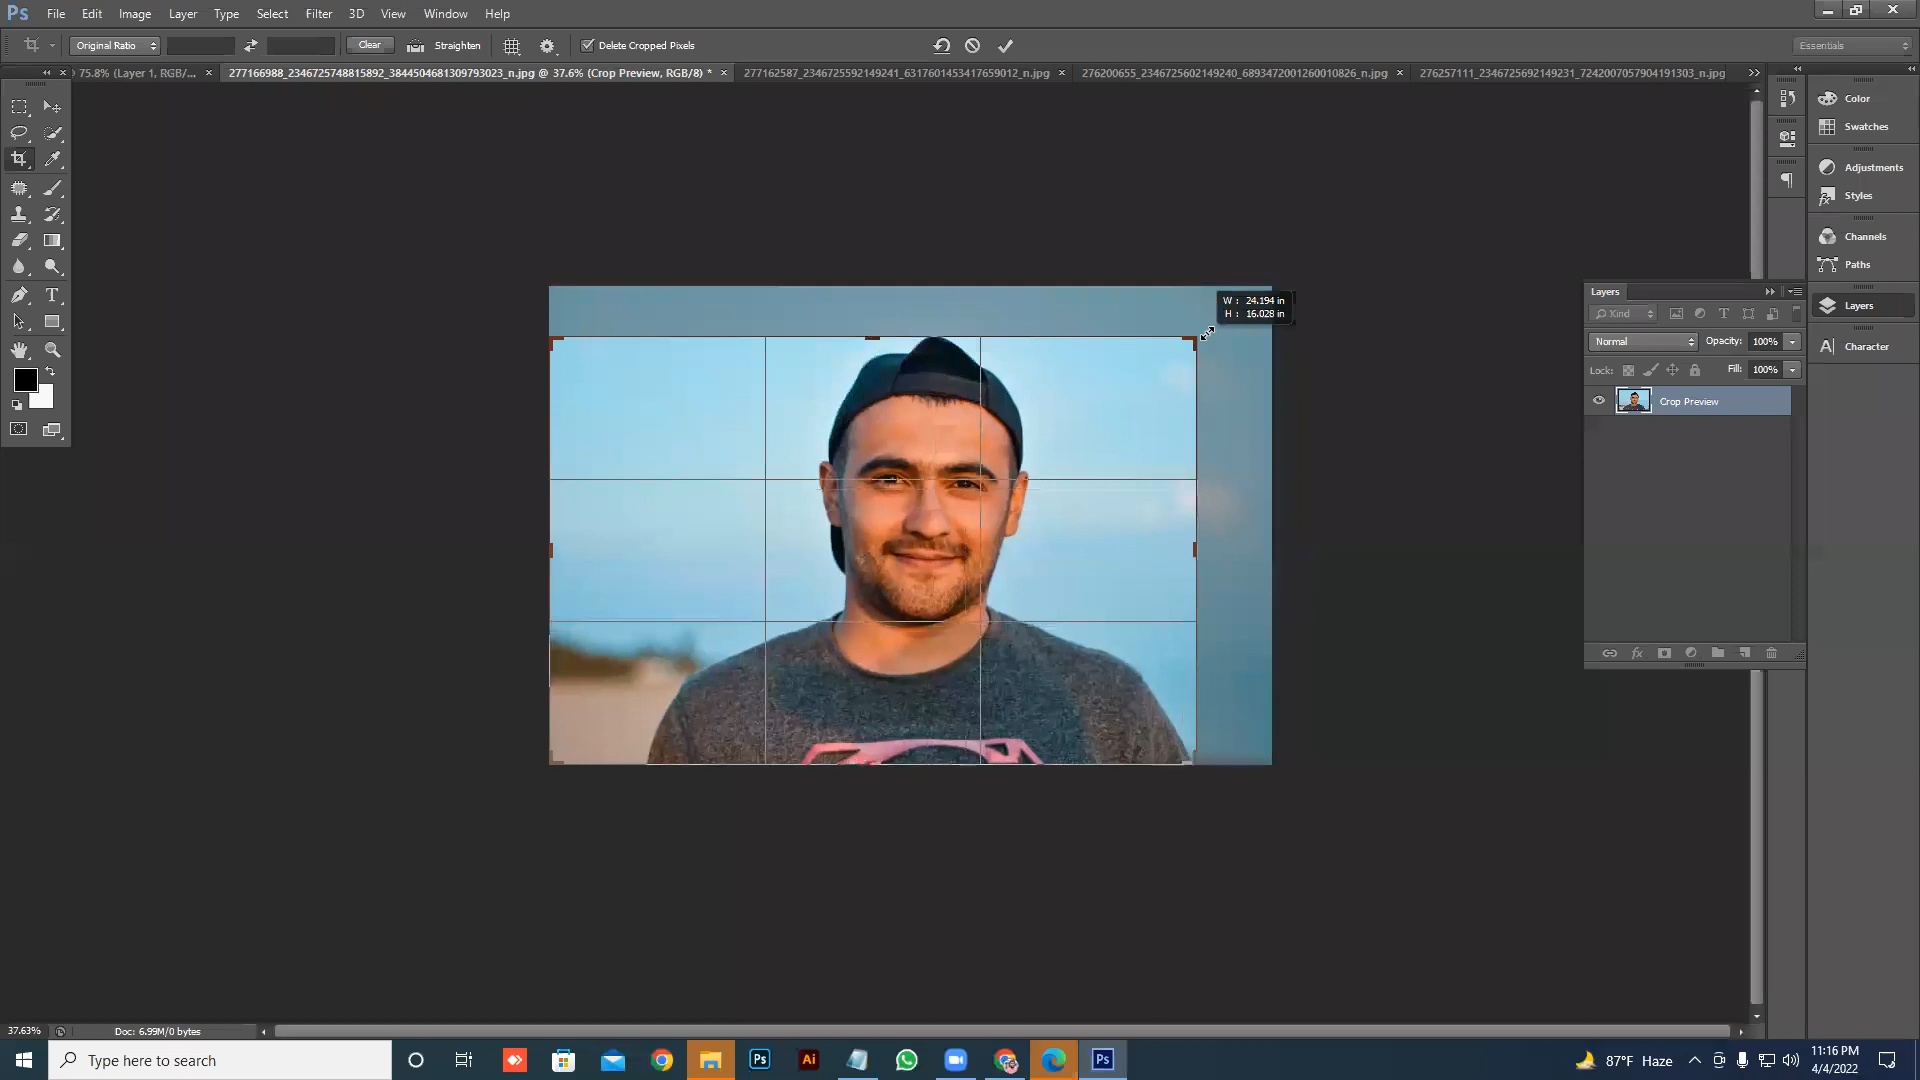 Ps File Edit Image Layer Type Select Filter 3D View Window Help
Original Ratio Clear Straighten Delete Cropped Pixels Essentials
75.8% (Layer 1, RGB/... × 277166988_2346725748815892_3844504681309793023_n.jpg @ 37.6% (Crop Preview, RGB/8) * × 277162587_2346725592149241_6317601453417659012_n.jpg × 276200655_2346725602149240_6893472001260010826_n.jpg × 276257111_2346725692149231_7242007057904191303_n.jpg
Color
Swatches
Adjustments
Styles
Channels
Paths
Layers
Character
W : 24.194 in
H : 16.028 in
Layers
Kind
Normal Opacity: 100%
Lock: Fill: 100%
Crop Preview
fx
37.63% Doc: 6.99M/0 bytes
Type here to search
Ps Ai Ps
87°F Haze
11:16 PM
4/4/2022